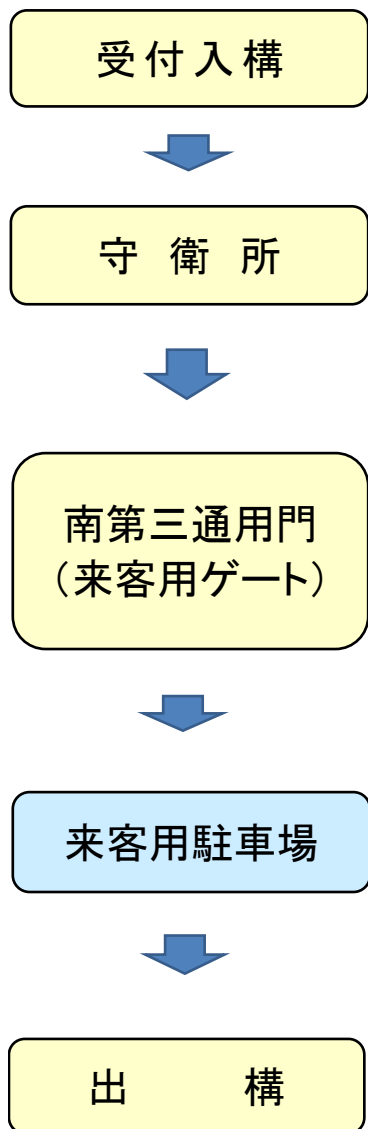 受付入構
守衛所
南第三通用門
（来客用ゲート）
来客用駐車場
出構